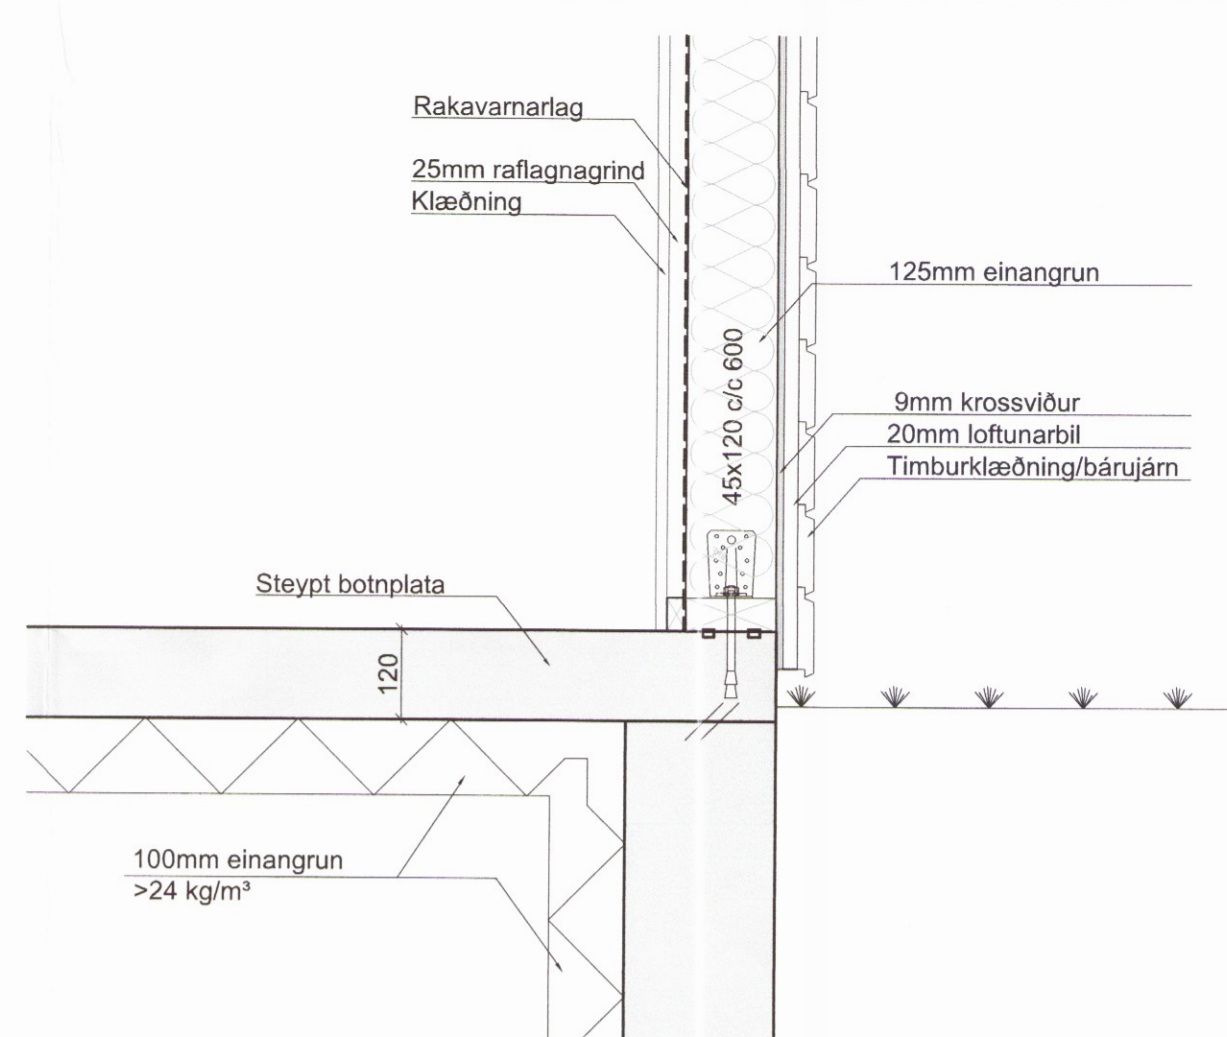 Rakavarnarlag
25mm raflagnagrind
Klæðning
125mm einangrun
45x120 c/c 600
9mm krossviður
20mm loftunarbil
Timburklæðning/bárujárn
Steypt botnplata
120
100mm einangrun
>24 kg/m³